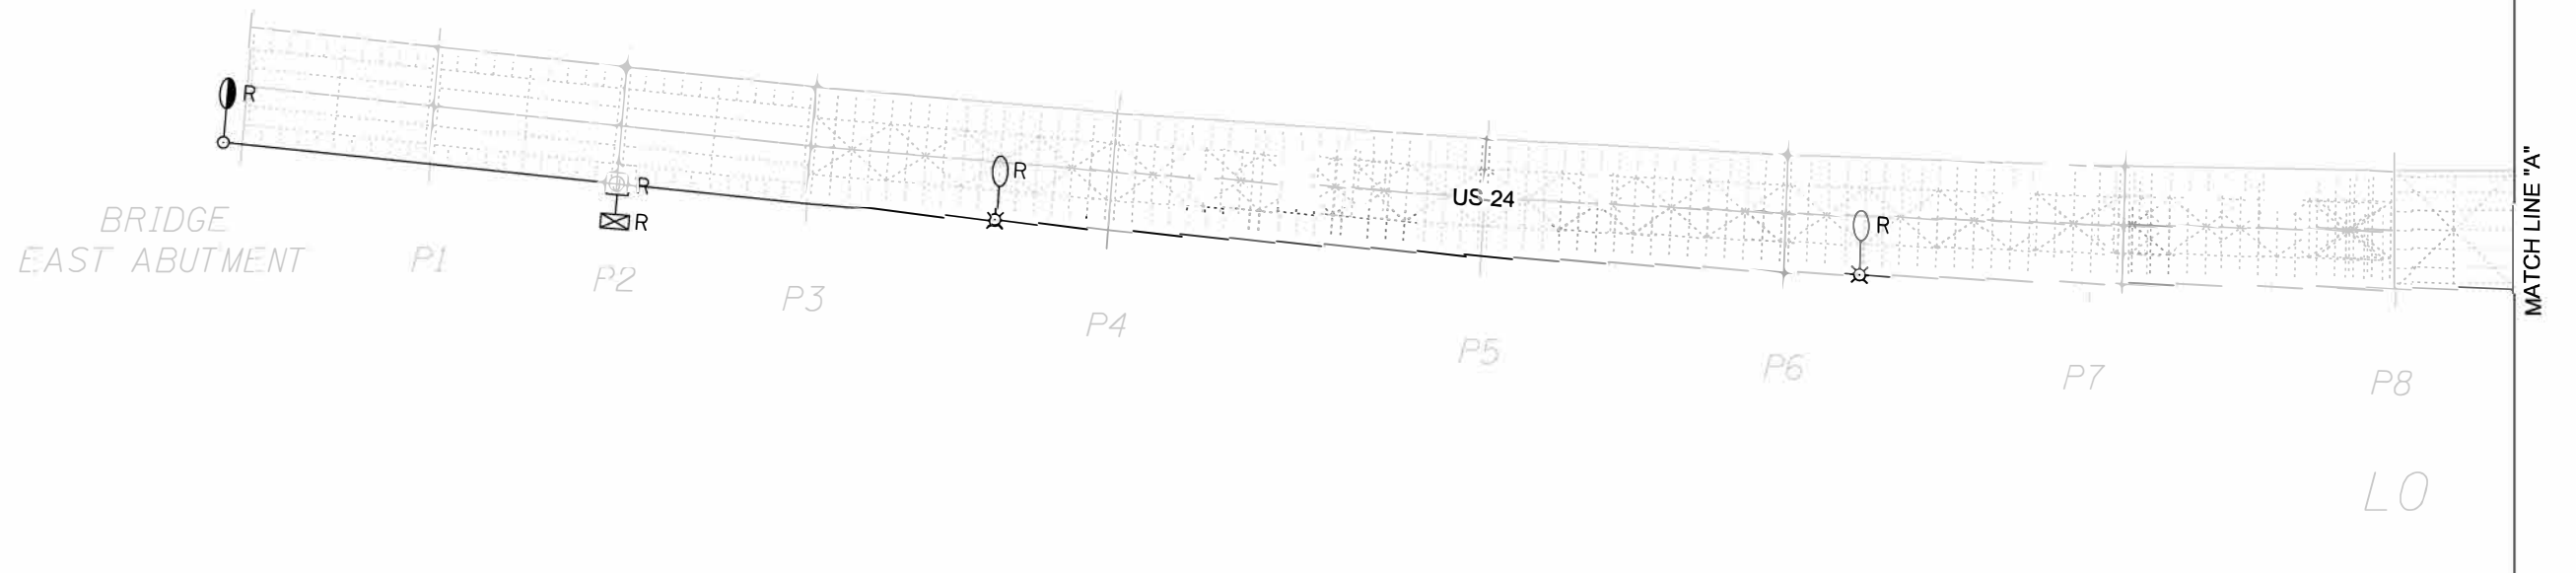 R
R
R
R
R
US 24
R
MATCH LINE "A"
BRIDGE
EAST ABUTMENT
P1
P2
P3
P4
P5
P6
P7
P8
LO